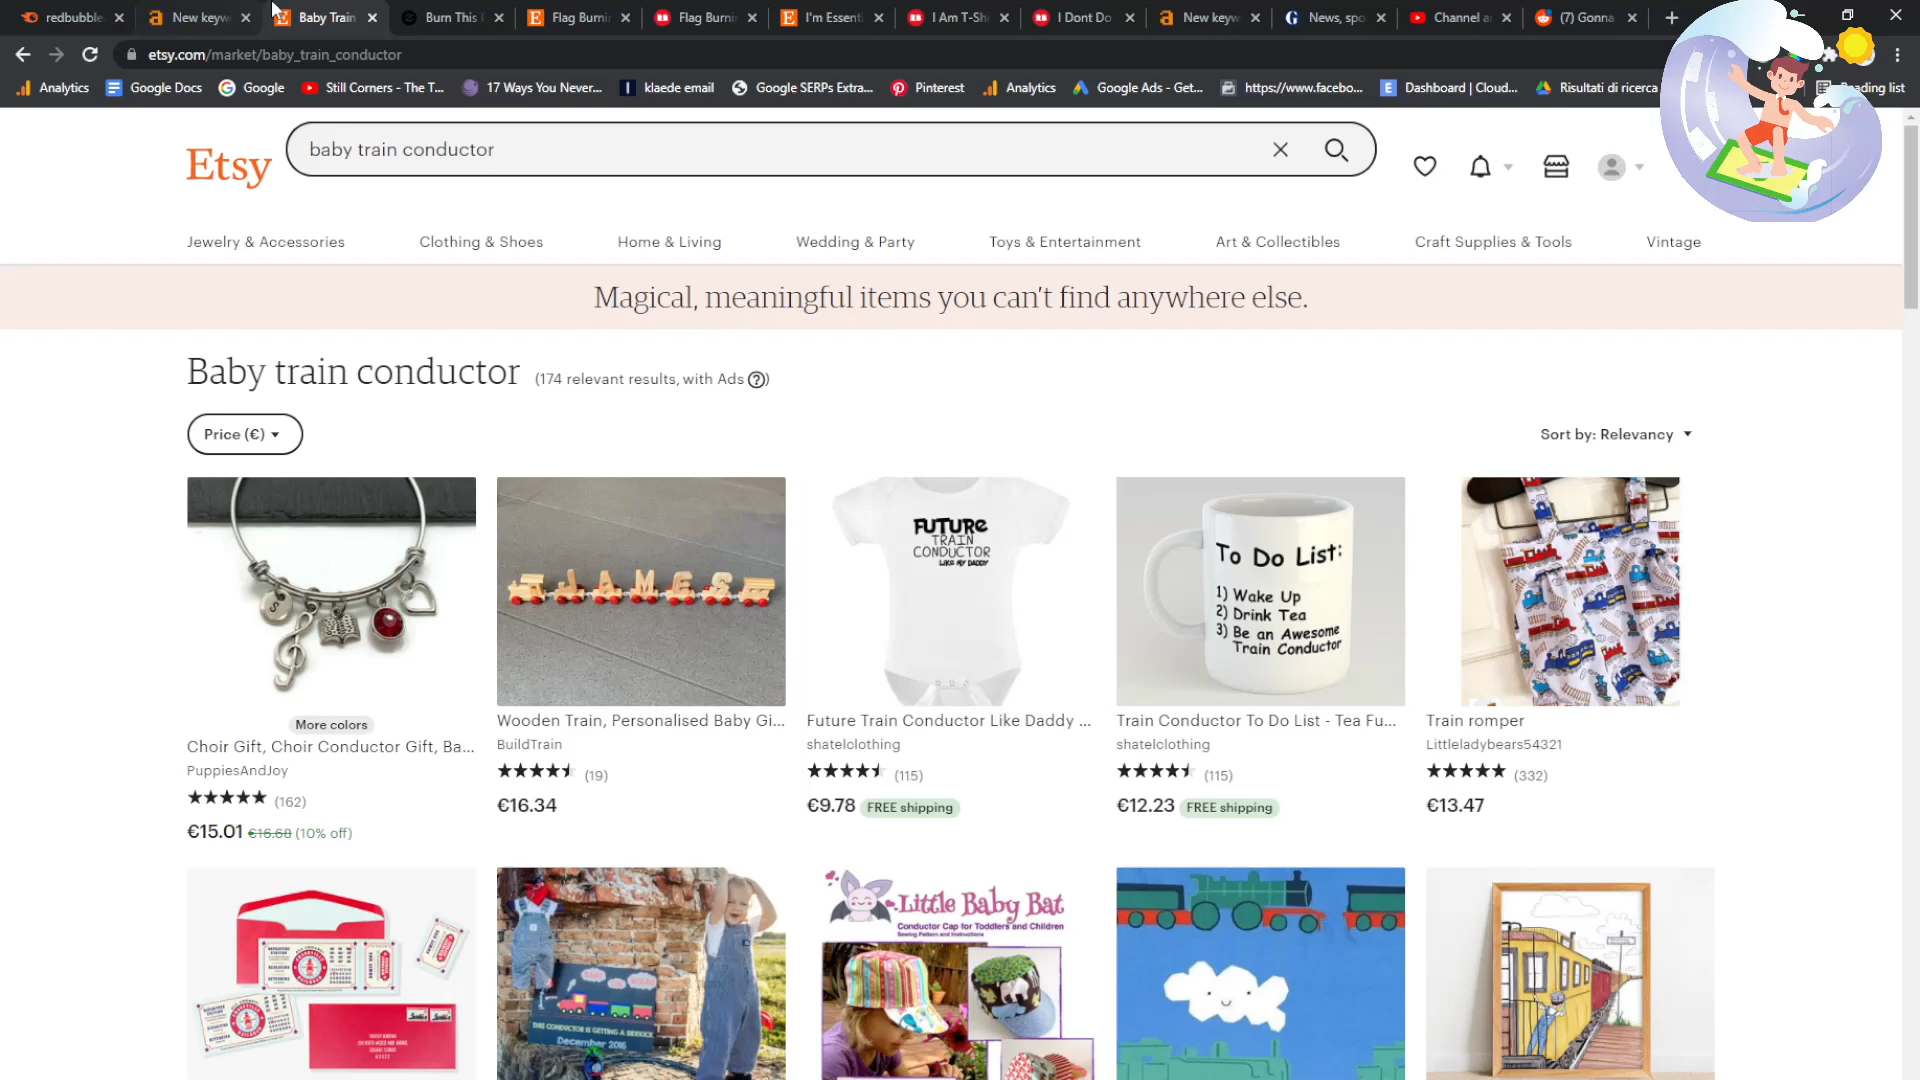 redbubble
New keyw
Baby Train
Burn This
Flag Burni
Flag Burni
I'm Essenti
I Am T-Sh
I Dont Do
New keyw
News, spo
Channel a
(7) Gonna
etsy.com/market/baby_train_conductor
Analytics
Google Docs
Google
Still Corners - The T...
17 Ways You Never...
klaede email
Google SERPs Extra...
Pinterest
Analytics
Google Ads - Get...
https://www.facebo...
Dashboard | Cloud...
Risultati di ricerca
ading list
Etsy
baby train conductor
Jewelry & Accessories
Clothing & Shoes
Home & Living
Wedding & Party
Toys & Entertainment
Art & Collectibles
Craft Supplies & Tools
Vintage
Magical, meaningful items you can't find anywhere else.
Baby train conductor (174 relevant results, with Ads ?)
Price (€)
Sort by: Relevancy
S
JAMES
FUTURE
TRAIN
CONDUCTOR
LIKE MY DADDY
To Do List:
1) Wake Up
2) Drink Tea
3) Be an Awesome
Train Conductor
More colors
Choir Gift, Choir Conductor Gift, Ba...
PuppiesAndJoy
(162)
€15.01 €16.68 (10% off)
Wooden Train, Personalised Baby Gi...
BuildTrain
(19)
€16.34
Future Train Conductor Like Daddy ...
shatelclothing
(115)
€9.78 FREE shipping
Train Conductor To Do List - Tea Fu...
shatelclothing
(115)
€12.23 FREE shipping
Train romper
Littleladybears54321
(332)
€13.47
THIS CONDUCTOR IS GETTING A SIDEKICK
December 2016
Little Baby Bat
Conductor Cap for Toddlers and Children
Sewing Pattern and Instructions